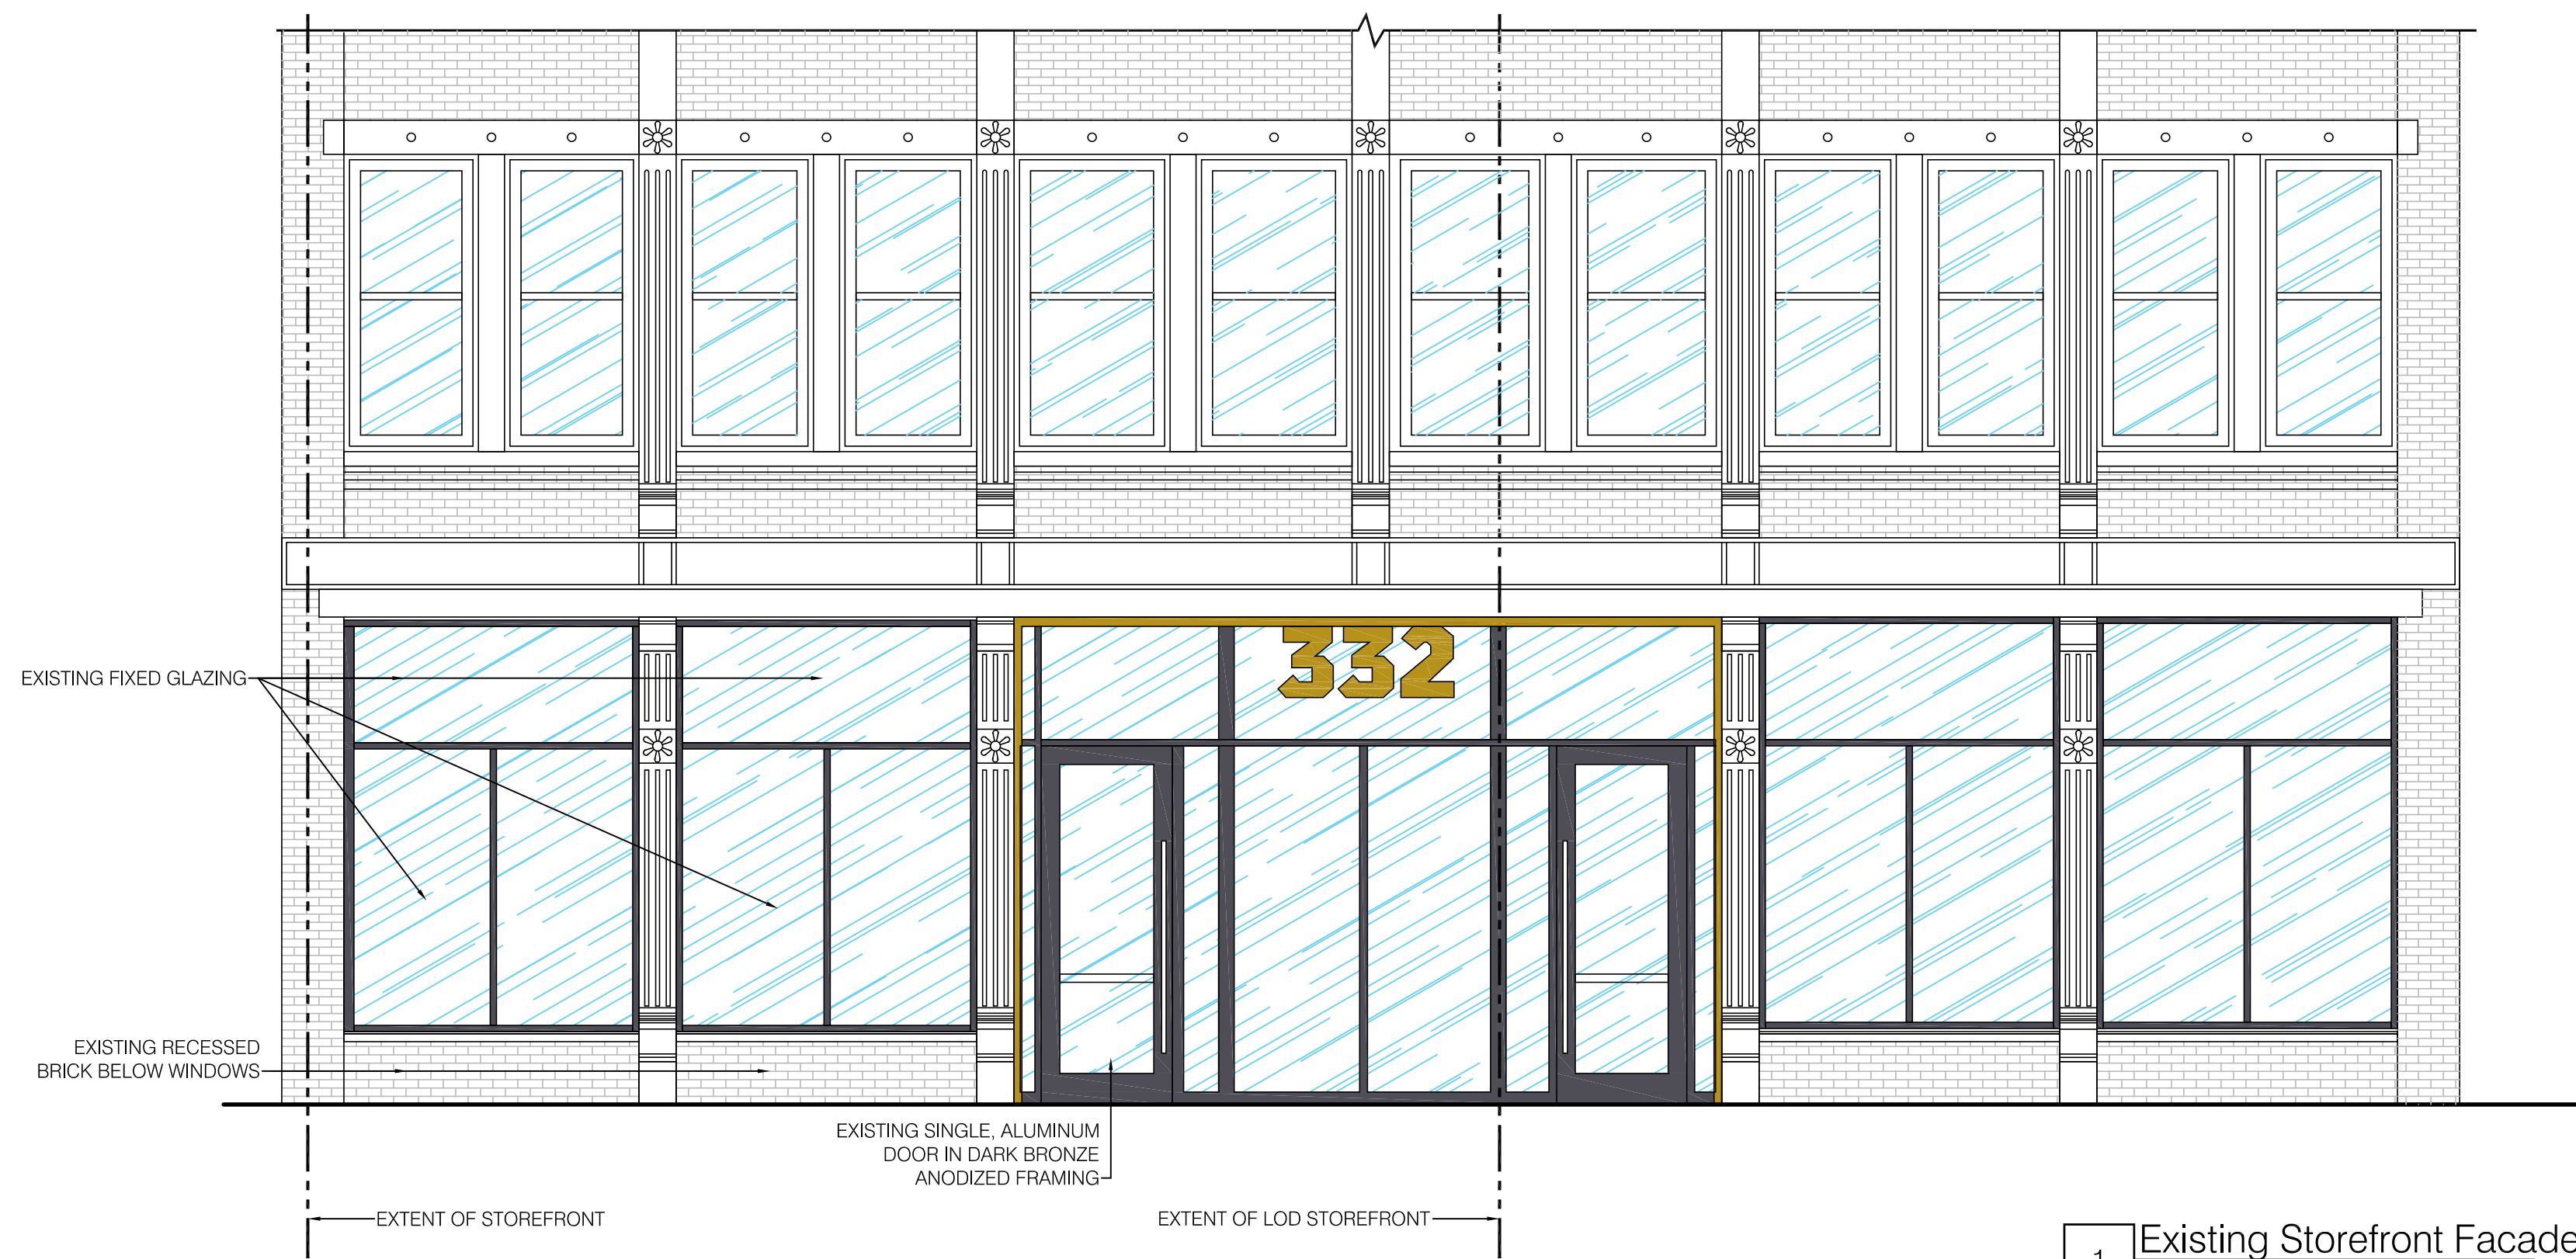 332
EXISTING FIXED GLAZING
EXISTING RECESSED
BRICK BELOW WINDOWS
EXISTING SINGLE, ALUMINUM
DOOR IN DARK BRONZE
ANODIZED FRAMING
EXTENT OF STOREFRONT
EXTENT OF LOD STOREFRONT
1
Existing Storefront Facade